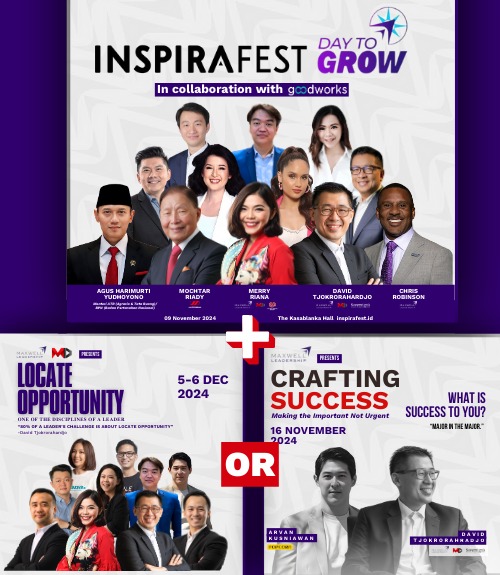 INSPIRAFEST DAY TO GROW
In collaboration with goodworks
AGUS HARIMURTI YUDHOYONO
MOCHTAR RIADY
MERRY RIANA
DAVID TJOKRORAHARDJO
CHRIS ROBINSON
09 November 2024
The Kasablanka Hall inspirafest.id
+
MAXWELL LEADERSHIP
PRESENTS
LOCATE OPPORTUNITY
ONE OF THE DISCIPLINES OF A LEADER
"80% OF A LEADER'S CHALLENGE IS ABOUT LOCATE OPPORTUNITY"
-David Tjokrorahardjo
5-6 DEC 2024
OR
MAXWELL LEADERSHIP
PRESENTS
CRAFTING SUCCESS
Making the Important Not Urgent
16 NOVEMBER 2024
WHAT IS SUCCESS TO YOU?
"MAJOR IN THE MAJOR."
ARVAN KUSNIAWAN
DAVID TJOKRORAHARDJO